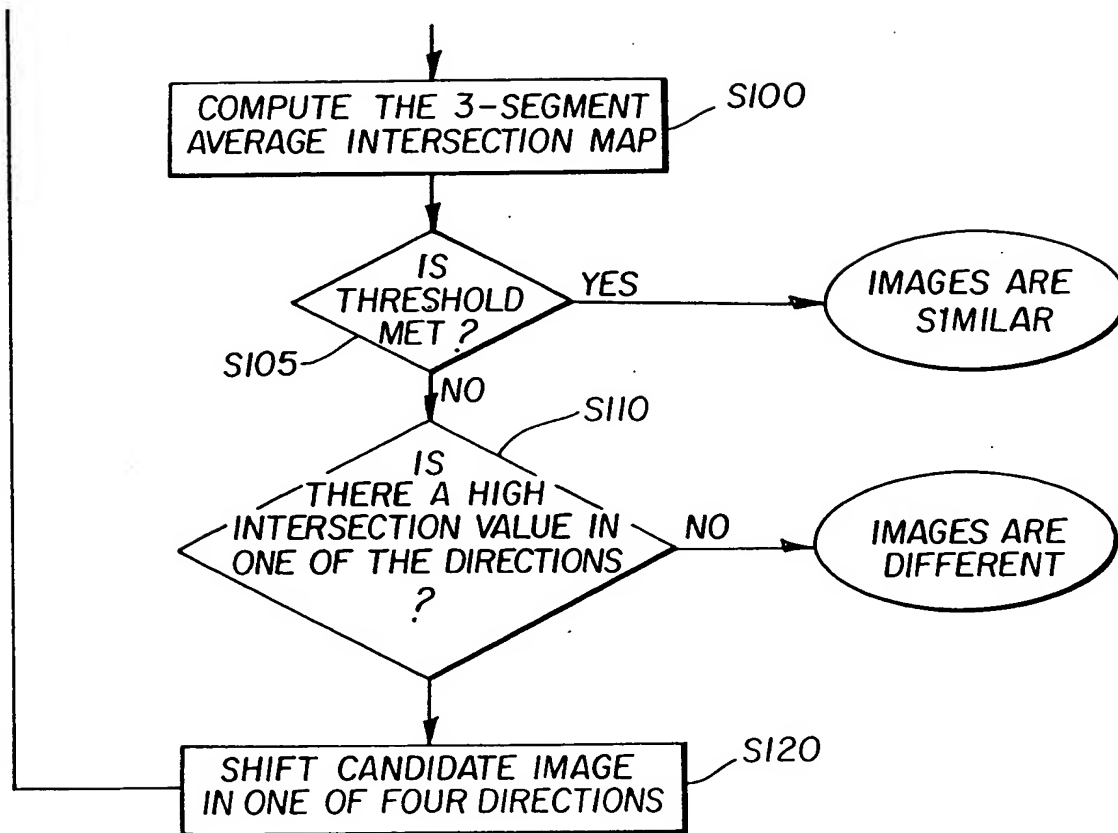 COMPUTE THE 3-SEGMENT
AVERAGE INTERSECTION MAP
S100
IS
THRESHOLD
MET ?
S105
YES
IMAGES ARE
SIMILAR
NO
S110
IS
THERE A HIGH
INTERSECTION VALUE IN
ONE OF THE DIRECTIONS
?
NO
IMAGES ARE
DIFFERENT
SHIFT CANDIDATE IMAGE
IN ONE OF FOUR DIRECTIONS
S120